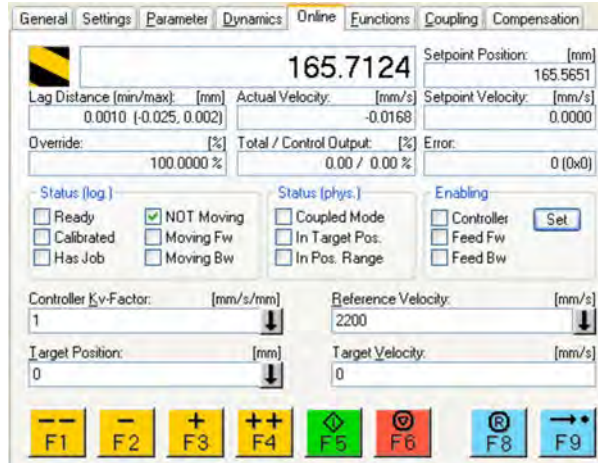 General Settings Parameter Dynamics Online Functions Coupling Compensation
165.7124
Setpoint Position: [mm]
165.5651
Lag Distance (min/max): [mm] Actual Velocity: [mm/s] Setpoint Velocity: [mm/s]
0.0010 (-0.025, 0.002) -0.0168 0.0000
Override: [%] Total / Control Output: [%] Error:
100.0000 % 0.00 / 0.00 % 0 (0x0)
Status (log.) Status (phys.) Enabling
Ready NOT Moving Coupled Mode Controller Set
Calibrated Moving Fw In Target Pos. Feed Fw
Has Job Moving Bw In Pos. Range Feed Bw
Controller Kv-Factor: [mm/s/mm] Reference Velocity: [mm/s]
1 2200
Target Position: [mm] Target Velocity: [mm/s]
0 0
-- - + ++ R
F1 F2 F3 F4 F5 F6 F8 F9